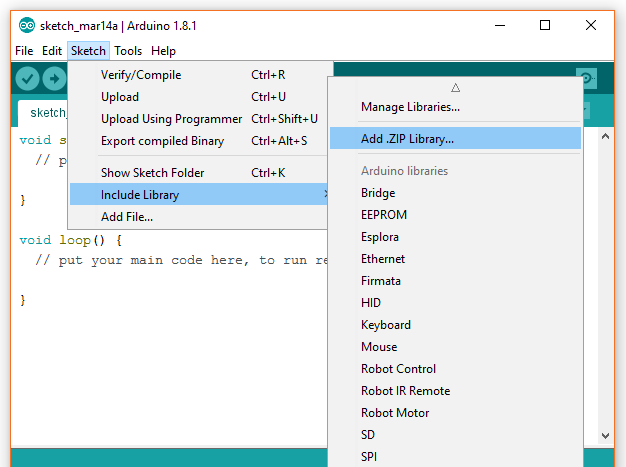 sketch_mar14a | Arduino 1.8.1
File Edit Sketch Tools Help
Verify/Compile Ctrl+R
Upload Ctrl+U
Upload Using Programmer Ctrl+Shift+U
Export compiled Binary Ctrl+Alt+S
Show Sketch Folder Ctrl+K
Include Library
Add File...
Manage Libraries...
Add .ZIP Library...
Arduino libraries
Bridge
EEPROM
Esplora
Ethernet
Firmata
HID
Keyboard
Mouse
Robot Control
Robot IR Remote
Robot Motor
SD
SPI
sketch_
void s
// p
}
void loop() {
// put your main code here, to run re
}